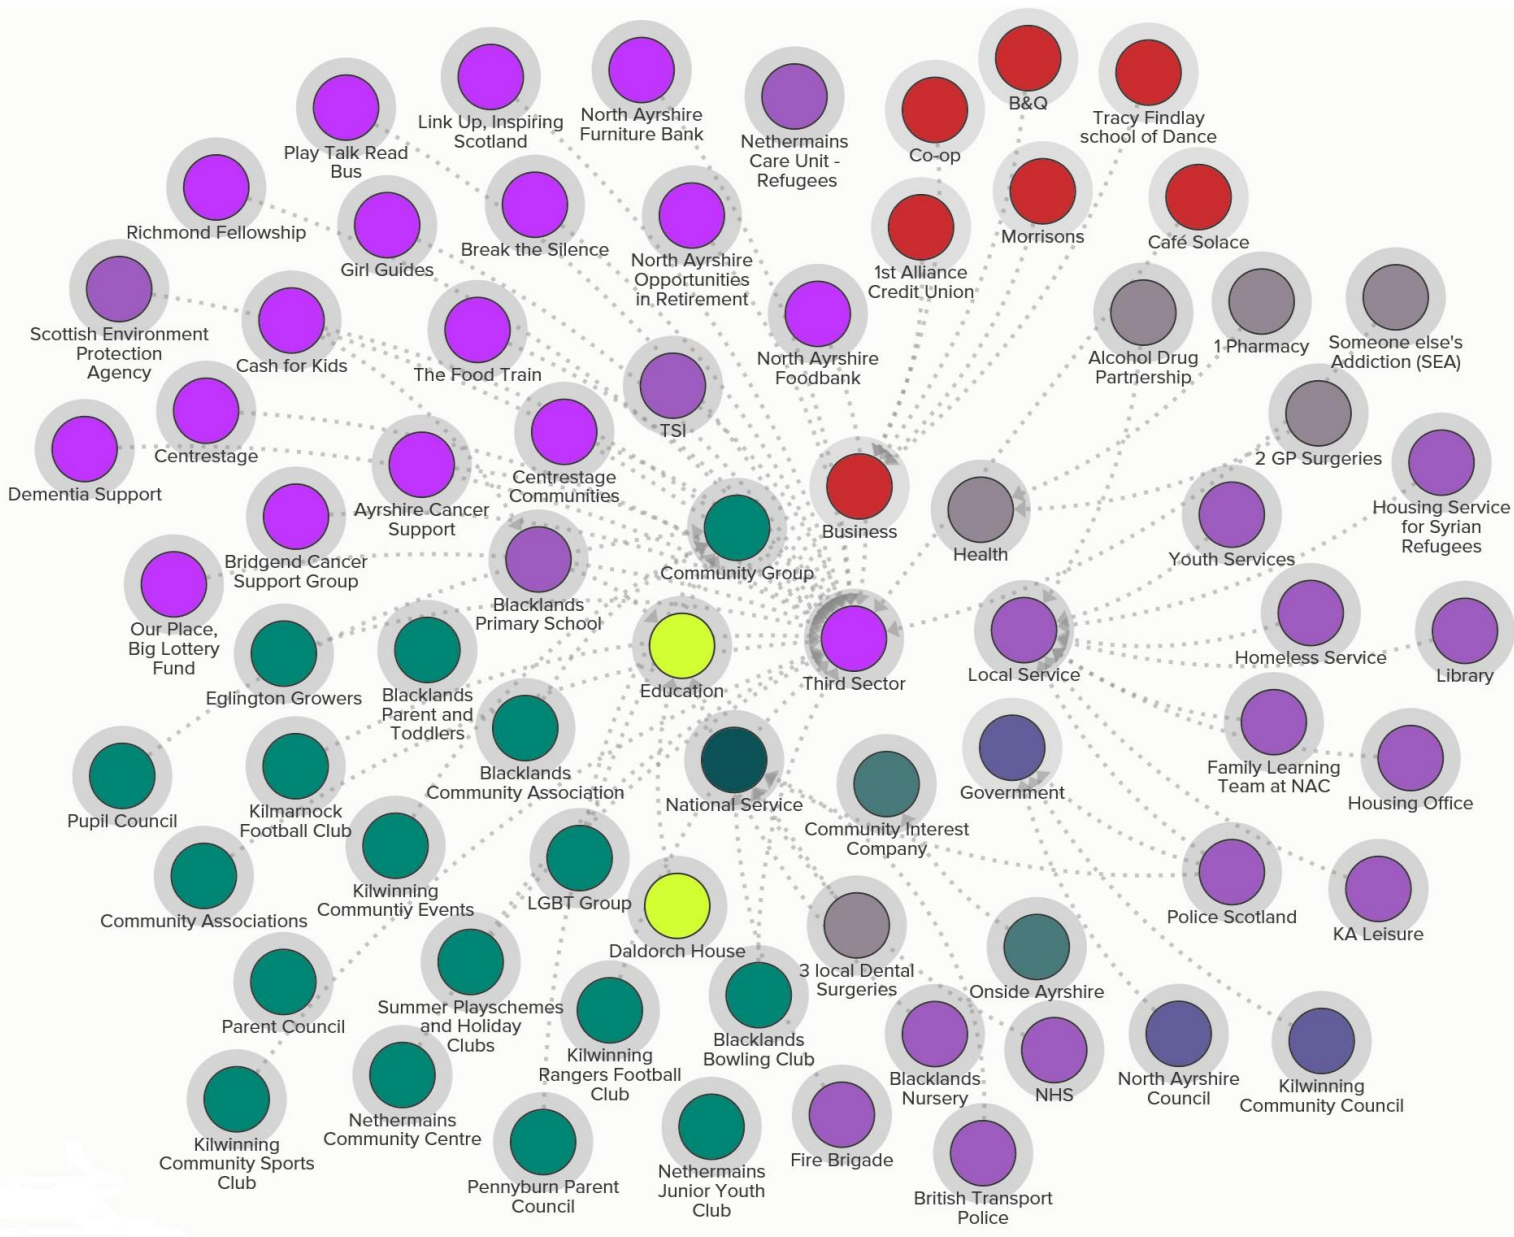 Link Up, Inspiring
Scotland
North Ayrshire
Furniture Bank
Play Talk Read
Bus
Nethermains
Care Unit -
Refugees
Co-op
B&Q
Tracy Findlay
school of Dance
Richmond Fellowship
Girl Guides
Break the Silence
North Ayrshire
Opportunities
in Retirement
1st Alliance
Credit Union
Morrisons
Café Solace
Scottish Environment
Protection
Agency
Cash for Kids
The Food Train
North Ayrshire
Foodbank
Alcohol Drug
Partnership
1 Pharmacy
Someone else's
Addiction (SEA)
TSI
Centrestage
Dementia Support
Ayrshire Cancer
Support
Centrestage
Communities
2 GP Surgeries
Housing Service
for Syrian
Refugees
Bridgend Cancer
Support Group
Community Group
Business
Health
Youth Services
Our Place,
Big Lottery
Fund
Blacklands
Primary School
Eglington Growers
Blacklands
Parent and
Toddlers
Education
Third Sector
Local Service
Homeless Service
Library
Pupil Council
Kilmarnock
Football Club
Blacklands
Community Association
National Service
Community Interest
Company
Government
Family Learning
Team at NAC
Housing Office
Community Associations
Kilwinning
Communtiy Events
LGBT Group
Daldorch House
3 local Dental
Surgeries
Onside Ayrshire
Police Scotland
KA Leisure
Parent Council
Summer Playschemes
and Holiday
Clubs
Kilwinning
Rangers Football
Club
Blacklands
Bowling Club
Blacklands
Nursery
NHS
North Ayrshire
Council
Kilwinning
Community Council
Kilwinning
Community Sports
Club
Nethermains
Community Centre
Pennyburn Parent
Council
Nethermains
Junior Youth
Club
Fire Brigade
British Transport
Police